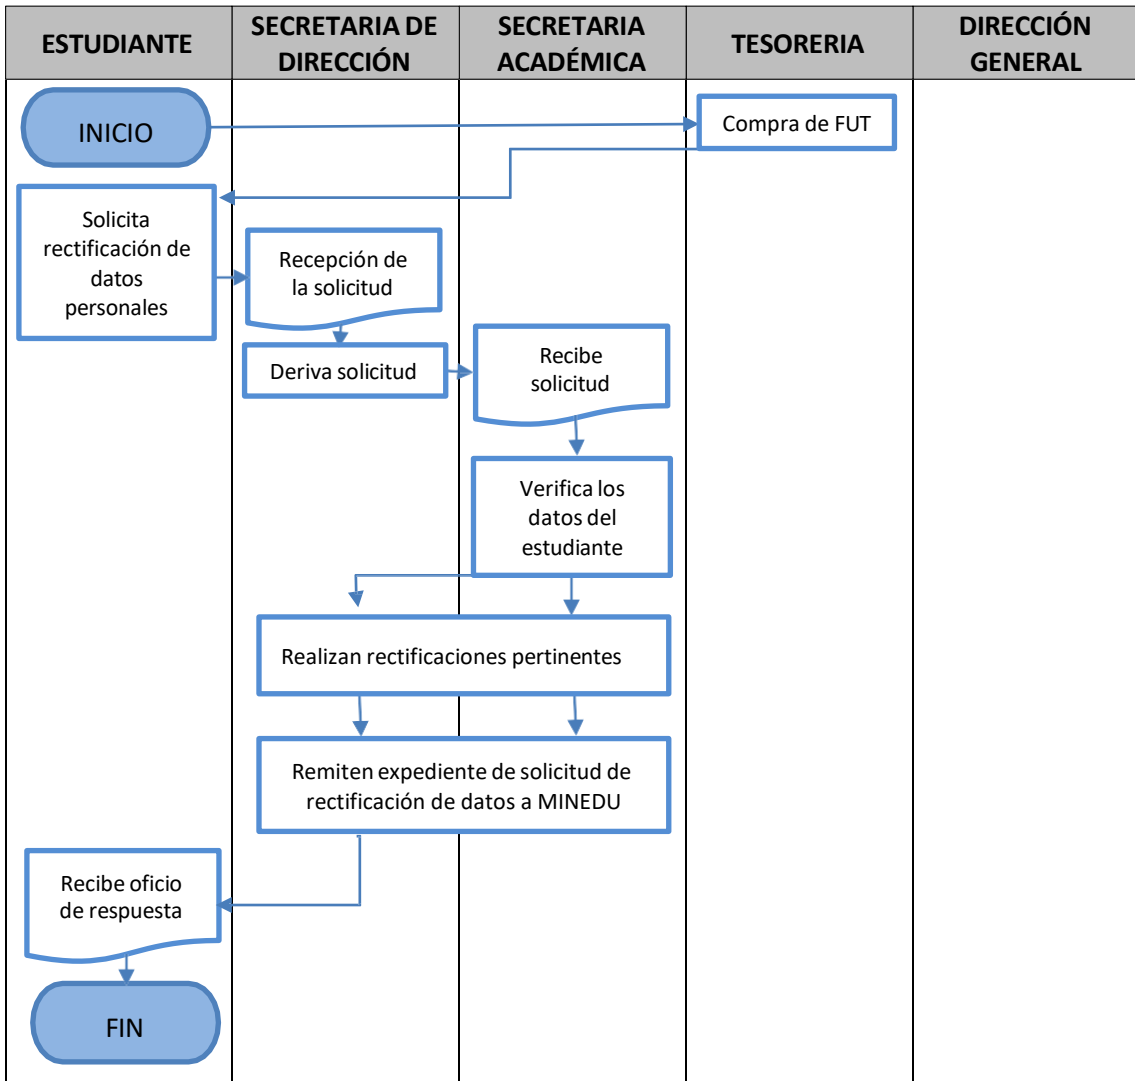 ESTUDIANTE
SECRETARIA DE
DIRECCIÓN
SECRETARIA
ACADÉMICA
TESORERIA
DIRECCIÓN
GENERAL
INICIO
Compra de FUT
Solicita
rectificación de
datos
personales
Recepción de
la solicitud
Deriva solicitud
Recibe
solicitud
Verifica los
datos del
estudiante
Realizan rectificaciones pertinentes
Remiten expediente de solicitud de
rectificación de datos a MINEDU
Recibe oficio
de respuesta
FIN